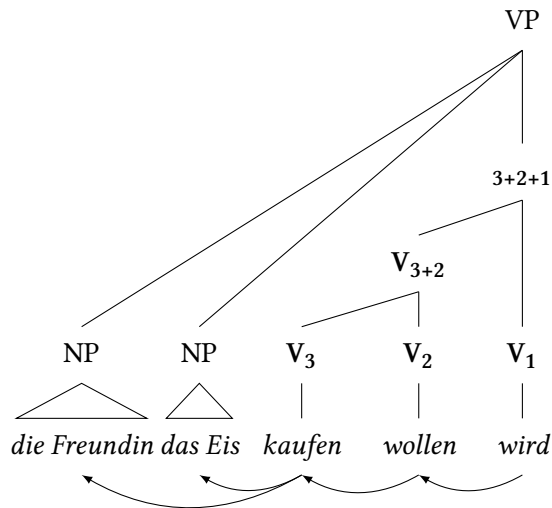 VP
3+2+1
V3+2
NP NP V3 V2 V1
die Freundin das Eis kaufen wollen wird